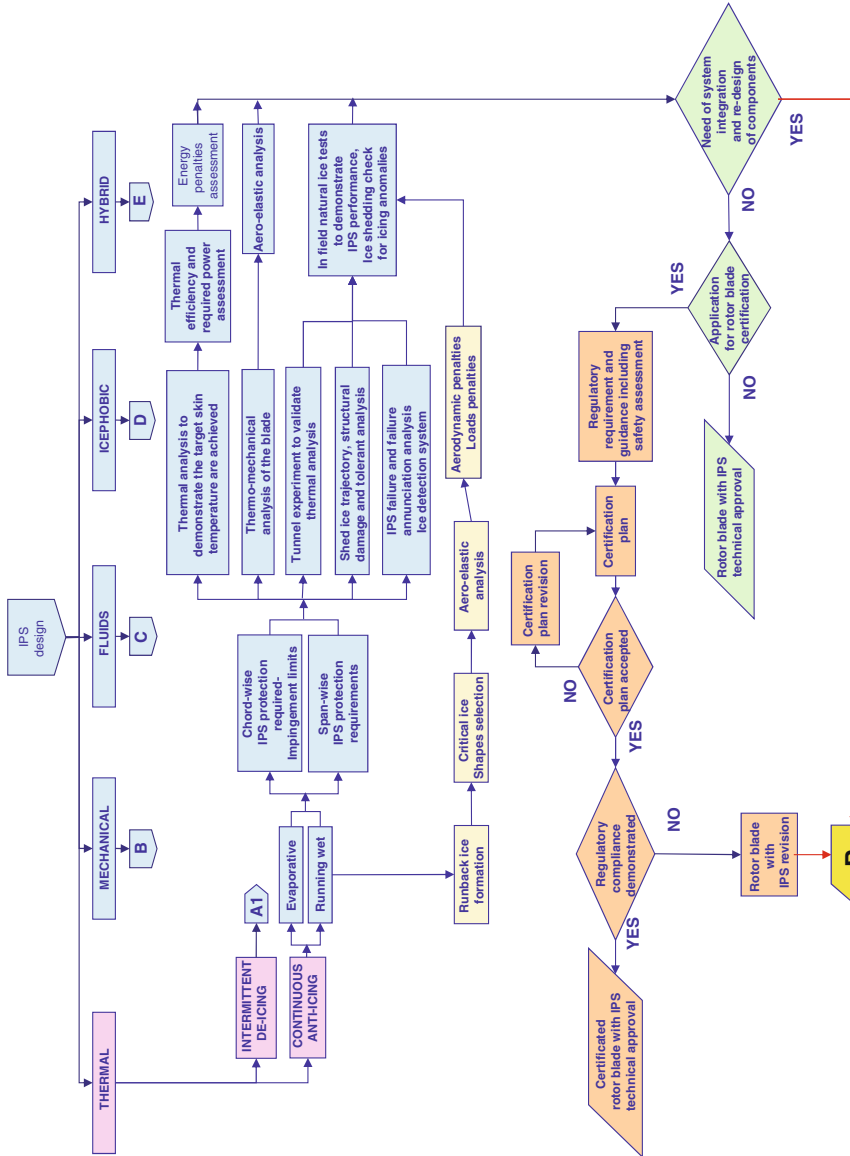 IPS
design
THERMAL
MECHANICAL
FLUIDS
ICEPHOBIC
HYBRID
B
C
D
E
INTERMITTENT
DE-ICING
A1
CONTINUOUS
ANTI-ICING
Evaporative
Running wet
Chord-wise
IPS protection
required-
Impingement limits
Span-wise
IPS protection
requirements
Thermal analysis to
demonstrate the target skin
temperature are achieved
Thermal
efficiency and
required power
assessment
Energy
penalties
assessment
Thermo-mechanical
analysis of the blade
Aero-elastic analysis
Tunnel experiment to validate
thermal analysis
Shed ice trajectory, structural
damage and tolerant analysis
IPS failure and failure
annunciation analysis
Ice detection system
In field natural ice tests
to demonstrate
IPS performance,
Ice shedding check
for icing anomalies
Runback ice
formation
Critical ice
Shapes selection
Aero-elastic
analysis
Aerodynamic penalties
Loads penalties
Need of system
integration
and re-design
of components
YES
NO
Application
for rotor blade
certification
YES
NO
Rotor blade with IPS
technical approval
Regulatory
requirement and
guidance including
safety assessment
Certification
plan
Certification
plan revision
Certification
plan accepted
NO
YES
Regulatory
compliance
demonstrated
NO
YES
Rotor blade
with
IPS revision
Certificated
rotor blade with IPS
technical approval